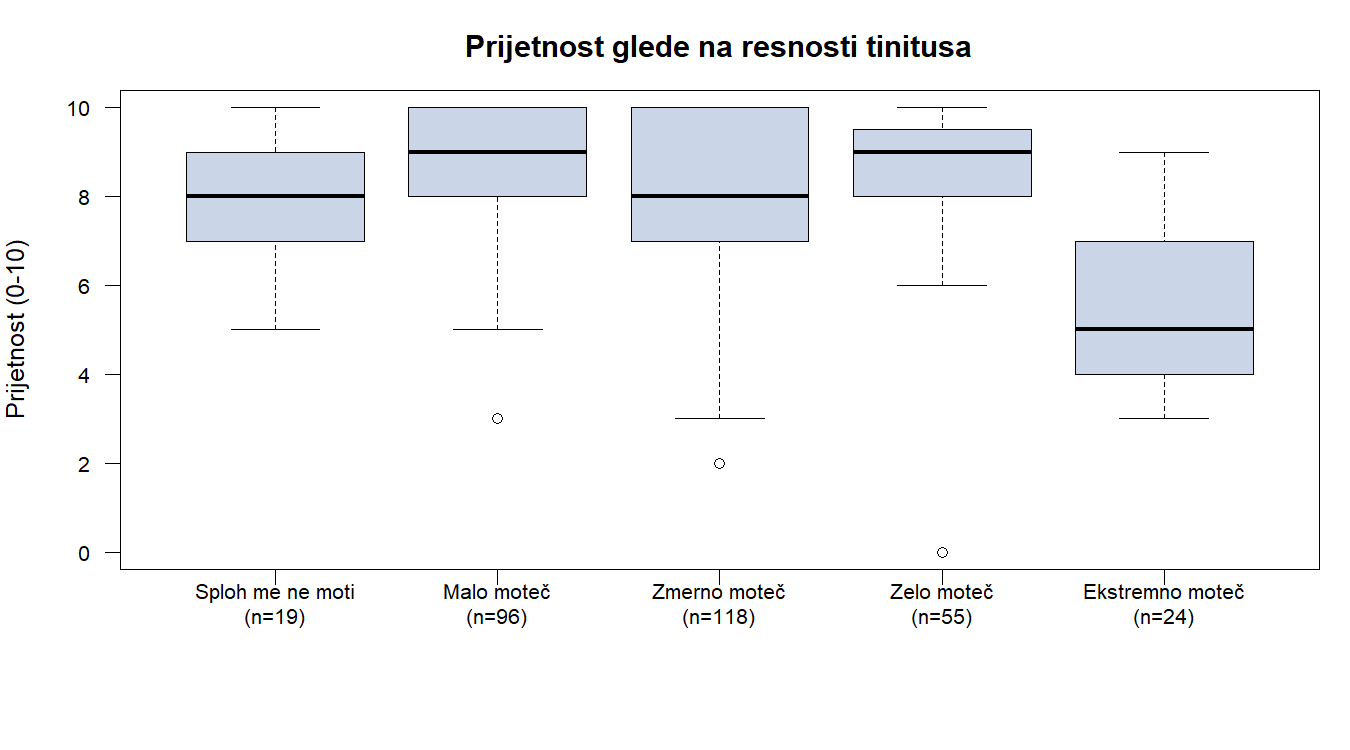 Prijetnost glede na resnosti tinitusa
Prijetnost (0-10)
10
8
6
4
2
0
Sploh me ne moti
(n=19)
Malo moteč
(n=96)
Zmerno moteč
(n=118)
Zelo moteč
(n=55)
Ekstremno moteč
(n=24)